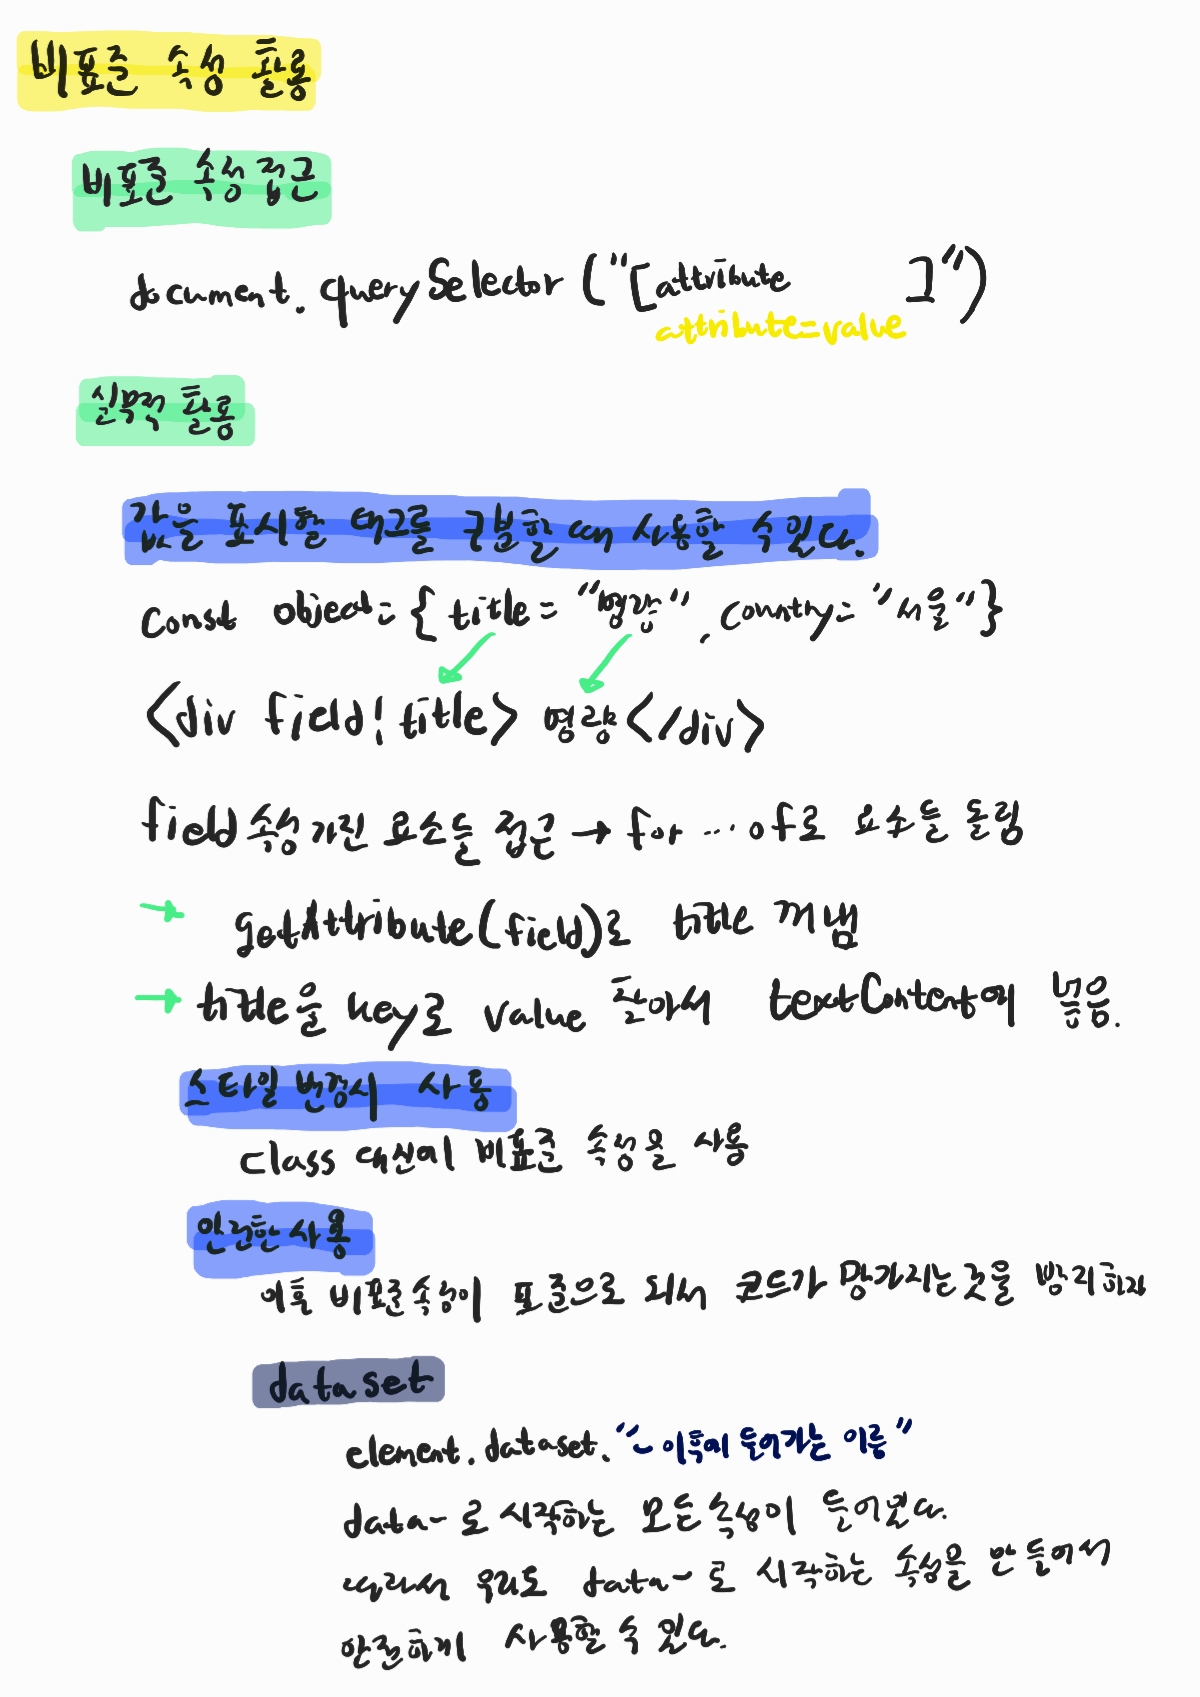 비표준 속성 활용
비표준 속성 접근
document.querySelector("[attribute ]")
attribute=value
실무적 활용
값을 표시할 태그를 구분할때 사용할 수 있다.
const object = { title = "명량", country = "서울"}
<div field! title> 명량 </div>
field 속성 가진 요소들 접근 → for ... of로 요소들 돌림
→ getAttribute(field)로 title 꺼냄
→ title을 key로 value 찾아서 textContent에 넣음.
스타일 변경시 사용
class 대신에 비표준 속성을 사용
안전한 사용
이후 비표준속성이 표준으로 되서 코드가 망가지는것을 방지하자
dataset
element.dataset."- 이후에 들어가는 이름"
data- 로 시작하는 모든 속성이 들어있다.
따라서 우리도 data- 로 시작하는 속성을 만들어서
안전하게 사용할 수 있다.